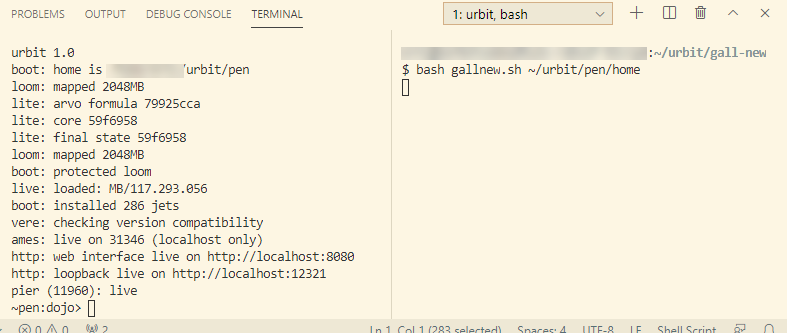 PROBLEMS OUTPUT DEBUG CONSOLE TERMINAL 1: urbit, bash
urbit 1.0
boot: home is /urbit/pen
loom: mapped 2048MB
lite: arvo formula 79925cca
lite: core 59f6958
lite: final state 59f6958
loom: mapped 2048MB
boot: protected loom
live: loaded: MB/117.293.056
boot: installed 286 jets
vere: checking version compatibility
ames: live on 31346 (localhost only)
http: web interface live on http://localhost:8080
http: loopback live on http://localhost:12321
pier (11960): live
~pen:dojo>
:~/urbit/gall-new
$ bash gallnew.sh ~/urbit/pen/home
0 0 2 Ln 1, Col 1 (283 selected) Spaces: 4 UTF-8 LF Shell Script